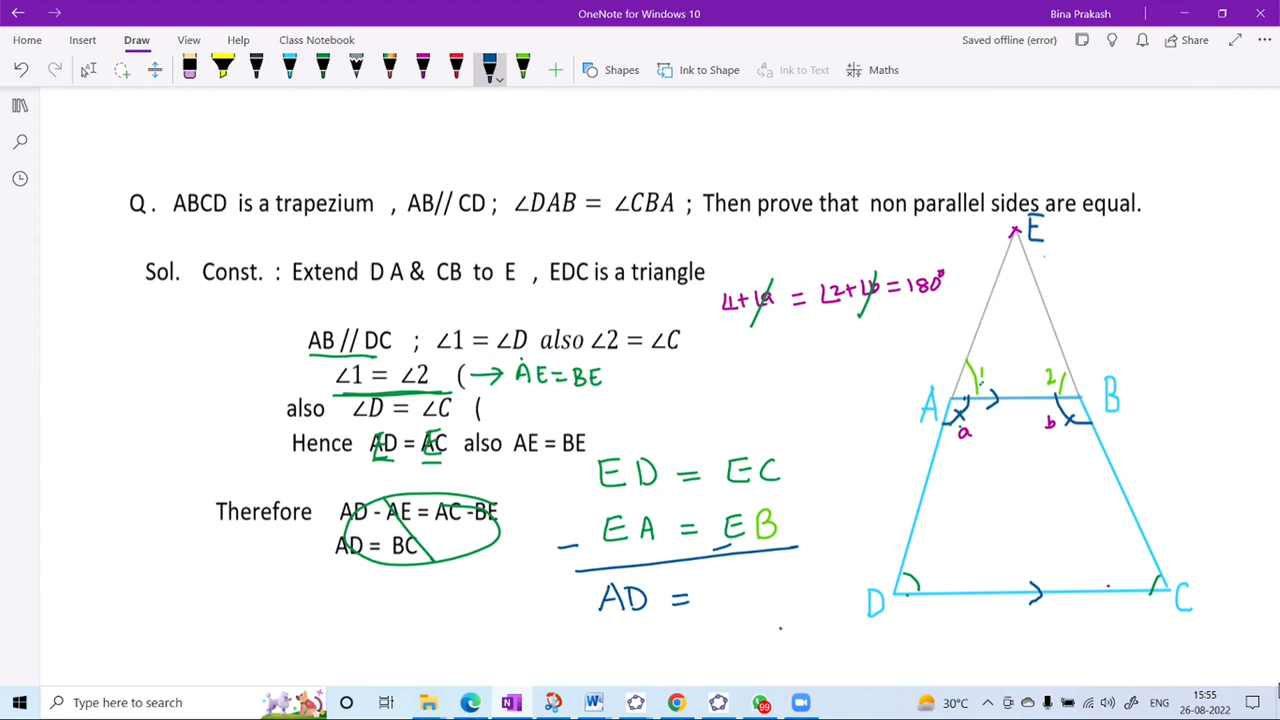 OneNote for Windows 10
Bina Prakash
Home Insert Draw View Help Class Notebook
Saved offline (error)
Share
Shapes Ink to Shape Ink to Text Maths
Q . ABCD is a trapezium , AB// CD ; ∠DAB = ∠CBA ; Then prove that non parallel sides are equal.
E
Sol. Const. : Extend D A & CB to E , EDC is a triangle
∠1+∠a = ∠2+∠b = 180°
AB // DC ; ∠1 = ∠D also ∠2 = ∠C
∠1 = ∠2 ( → AE = BE
1 2
A B
also ∠D = ∠C (
a b
Hence AD = AC also AE = BE
E E
ED = EC
Therefore AD - AE = AC -BE
EA = EB
AD = BC
AD =
D C
Type here to search
99
30°C
ENG
15:55
26-08-2022